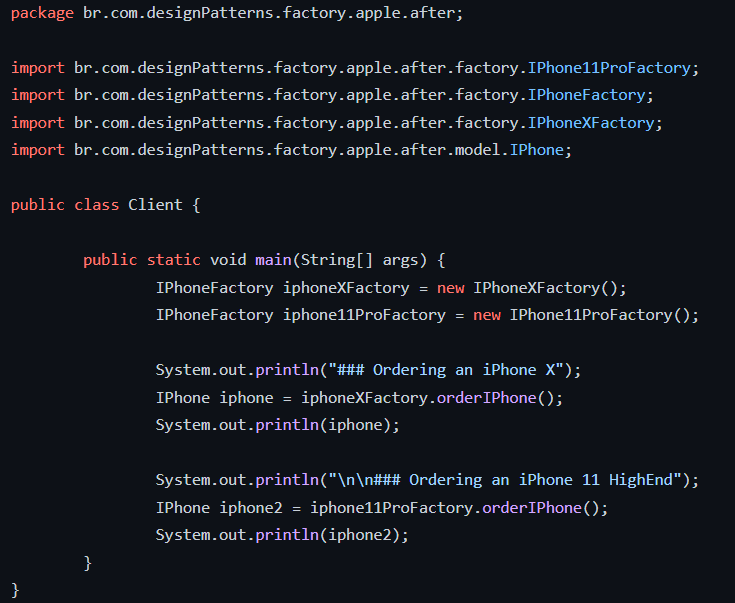 package br.com.designPatterns.factory.apple.after;

import br.com.designPatterns.factory.apple.after.factory.IPhone11ProFactory;
import br.com.designPatterns.factory.apple.after.factory.IPhoneFactory;
import br.com.designPatterns.factory.apple.after.factory.IPhoneXFactory;
import br.com.designPatterns.factory.apple.after.model.IPhone;

public class Client {

        public static void main(String[] args) {
                IPhoneFactory iphoneXFactory = new IPhoneXFactory();
                IPhoneFactory iphone11ProFactory = new IPhone11ProFactory();

                System.out.println("### Ordering an iPhone X");
                IPhone iphone = iphoneXFactory.orderIPhone();
                System.out.println(iphone);

                System.out.println("\n\n### Ordering an iPhone 11 HighEnd");
                IPhone iphone2 = iphone11ProFactory.orderIPhone();
                System.out.println(iphone2);
        }
}